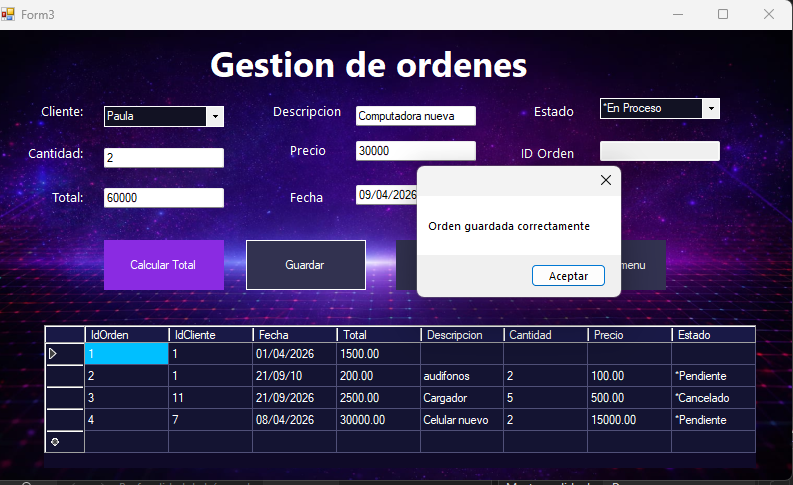 Form3
Gestion de ordenes
Cliente: Paula Descripcion Computadora nueva Estado *En Proceso
Cantidad: 2 Precio 30000 ID Orden
Total: 60000 Fecha 09/04/2026
Orden guardada correctamente
Aceptar
Calcular Total Guardar menu
IdOrden IdCliente Fecha Total Descripcion Cantidad Precio Estado
1 1 01/04/2026 1500.00
2 1 21/09/10 200.00 audifonos 2 100.00 *Pendiente
3 11 21/09/2026 2500.00 Cargador 5 500.00 *Cancelado
4 7 08/04/2026 30000.00 Celular nuevo 2 15000.00 *Pendiente